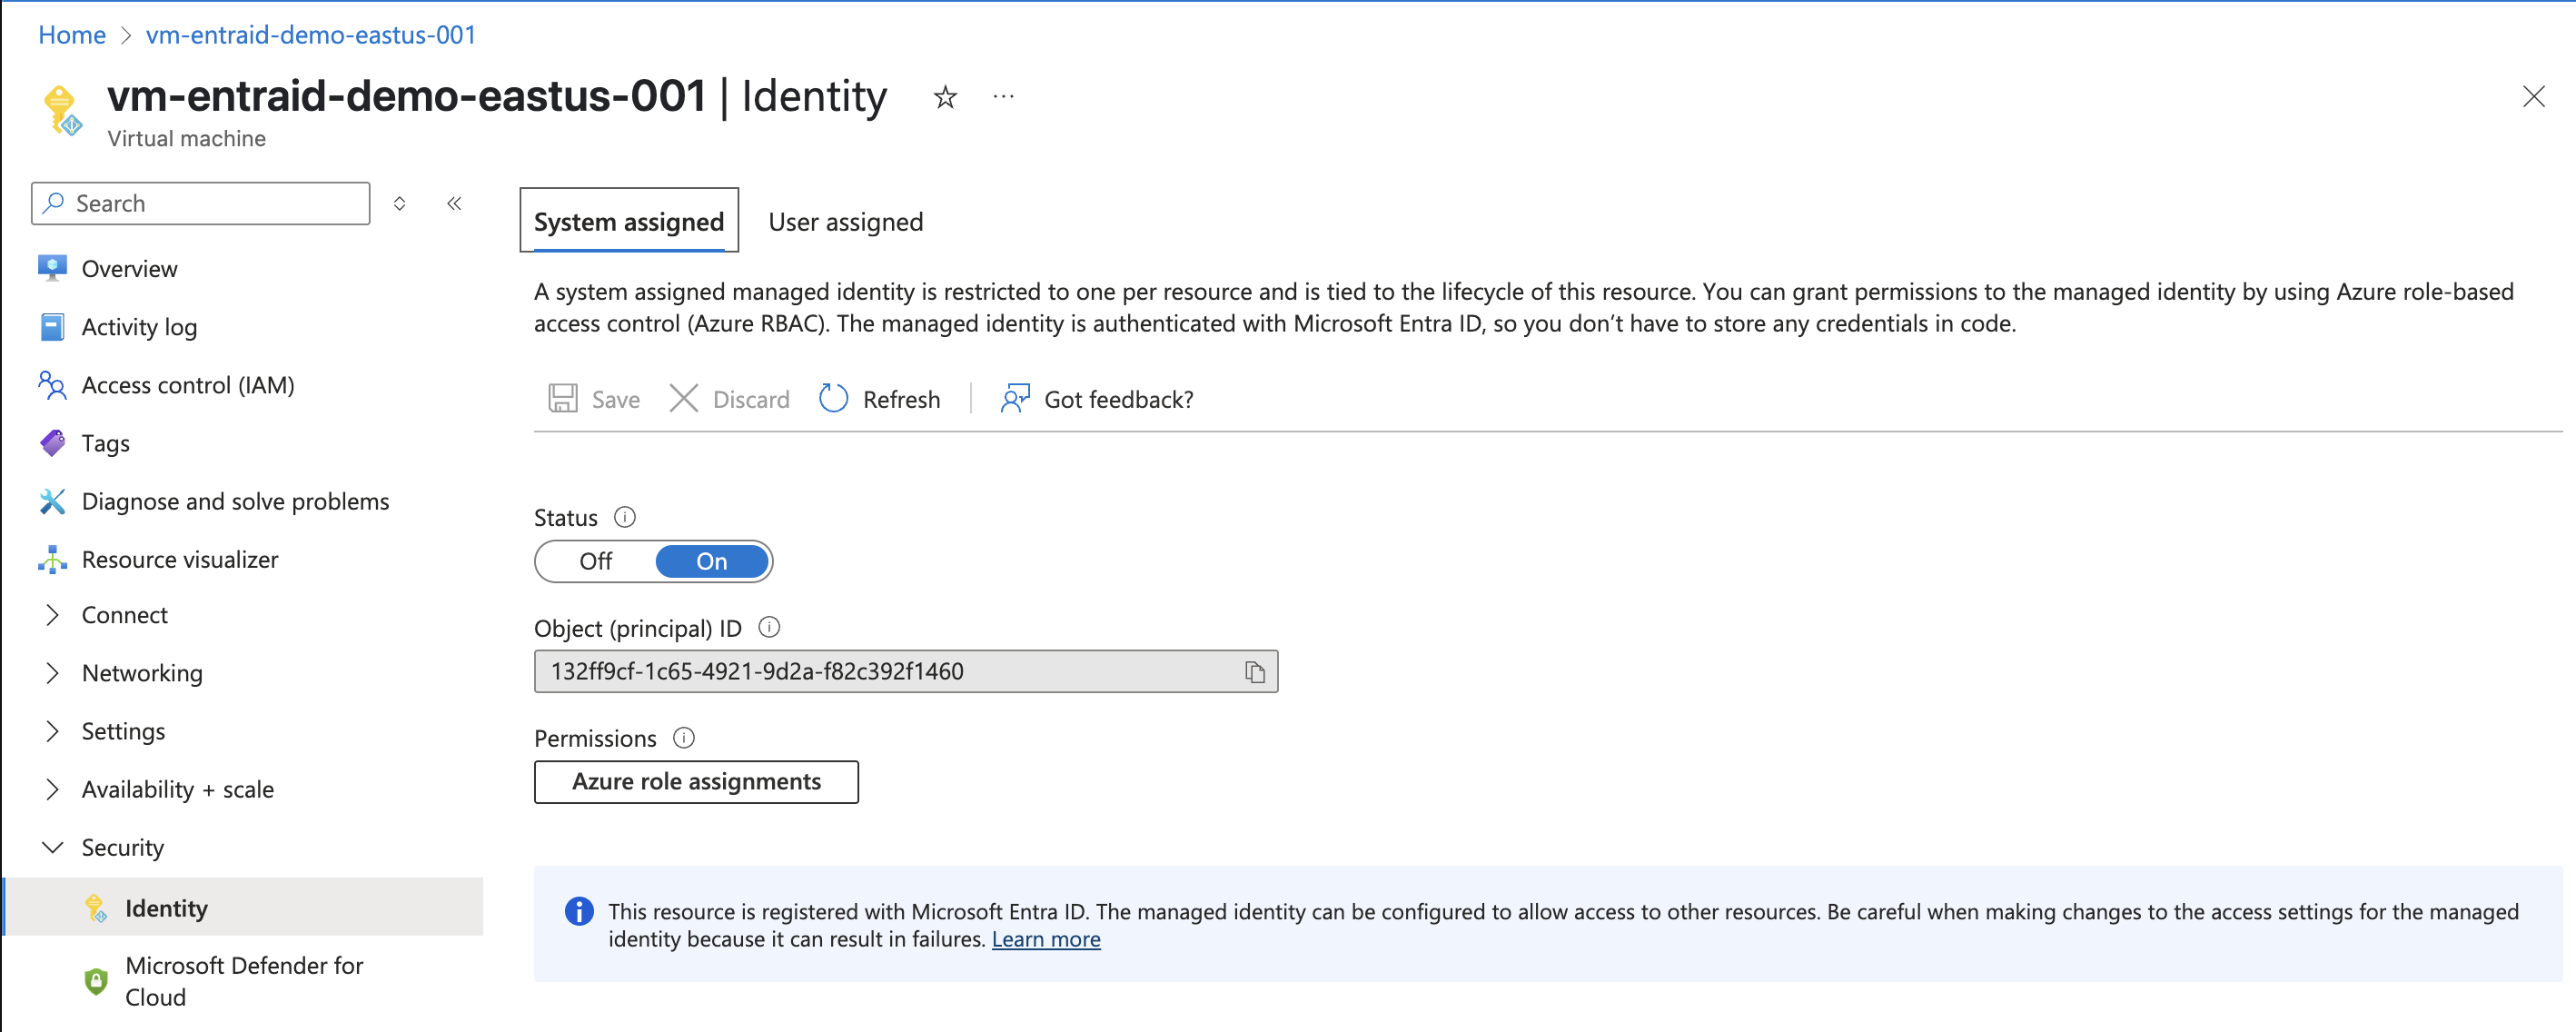 Home > vm-entraid-demo-eastus-001
vm-entraid-demo-eastus-001 | Identity
Virtual machine
Search
Overview
Activity log
Access control (IAM)
Tags
Diagnose and solve problems
Resource visualizer
Connect
Networking
Settings
Availability + scale
Security
Identity
Microsoft Defender for
Cloud
System assigned User assigned
A system assigned managed identity is restricted to one per resource and is tied to the lifecycle of this resource. You can grant permissions to the managed identity by using Azure role-based
access control (Azure RBAC). The managed identity is authenticated with Microsoft Entra ID, so you don’t have to store any credentials in code.
Save Discard Refresh Got feedback?
Status
Off On
Object (principal) ID
132ff9cf-1c65-4921-9d2a-f82c392f1460
Permissions
Azure role assignments
This resource is registered with Microsoft Entra ID. The managed identity can be configured to allow access to other resources. Be careful when making changes to the access settings for the managed
identity because it can result in failures. Learn more